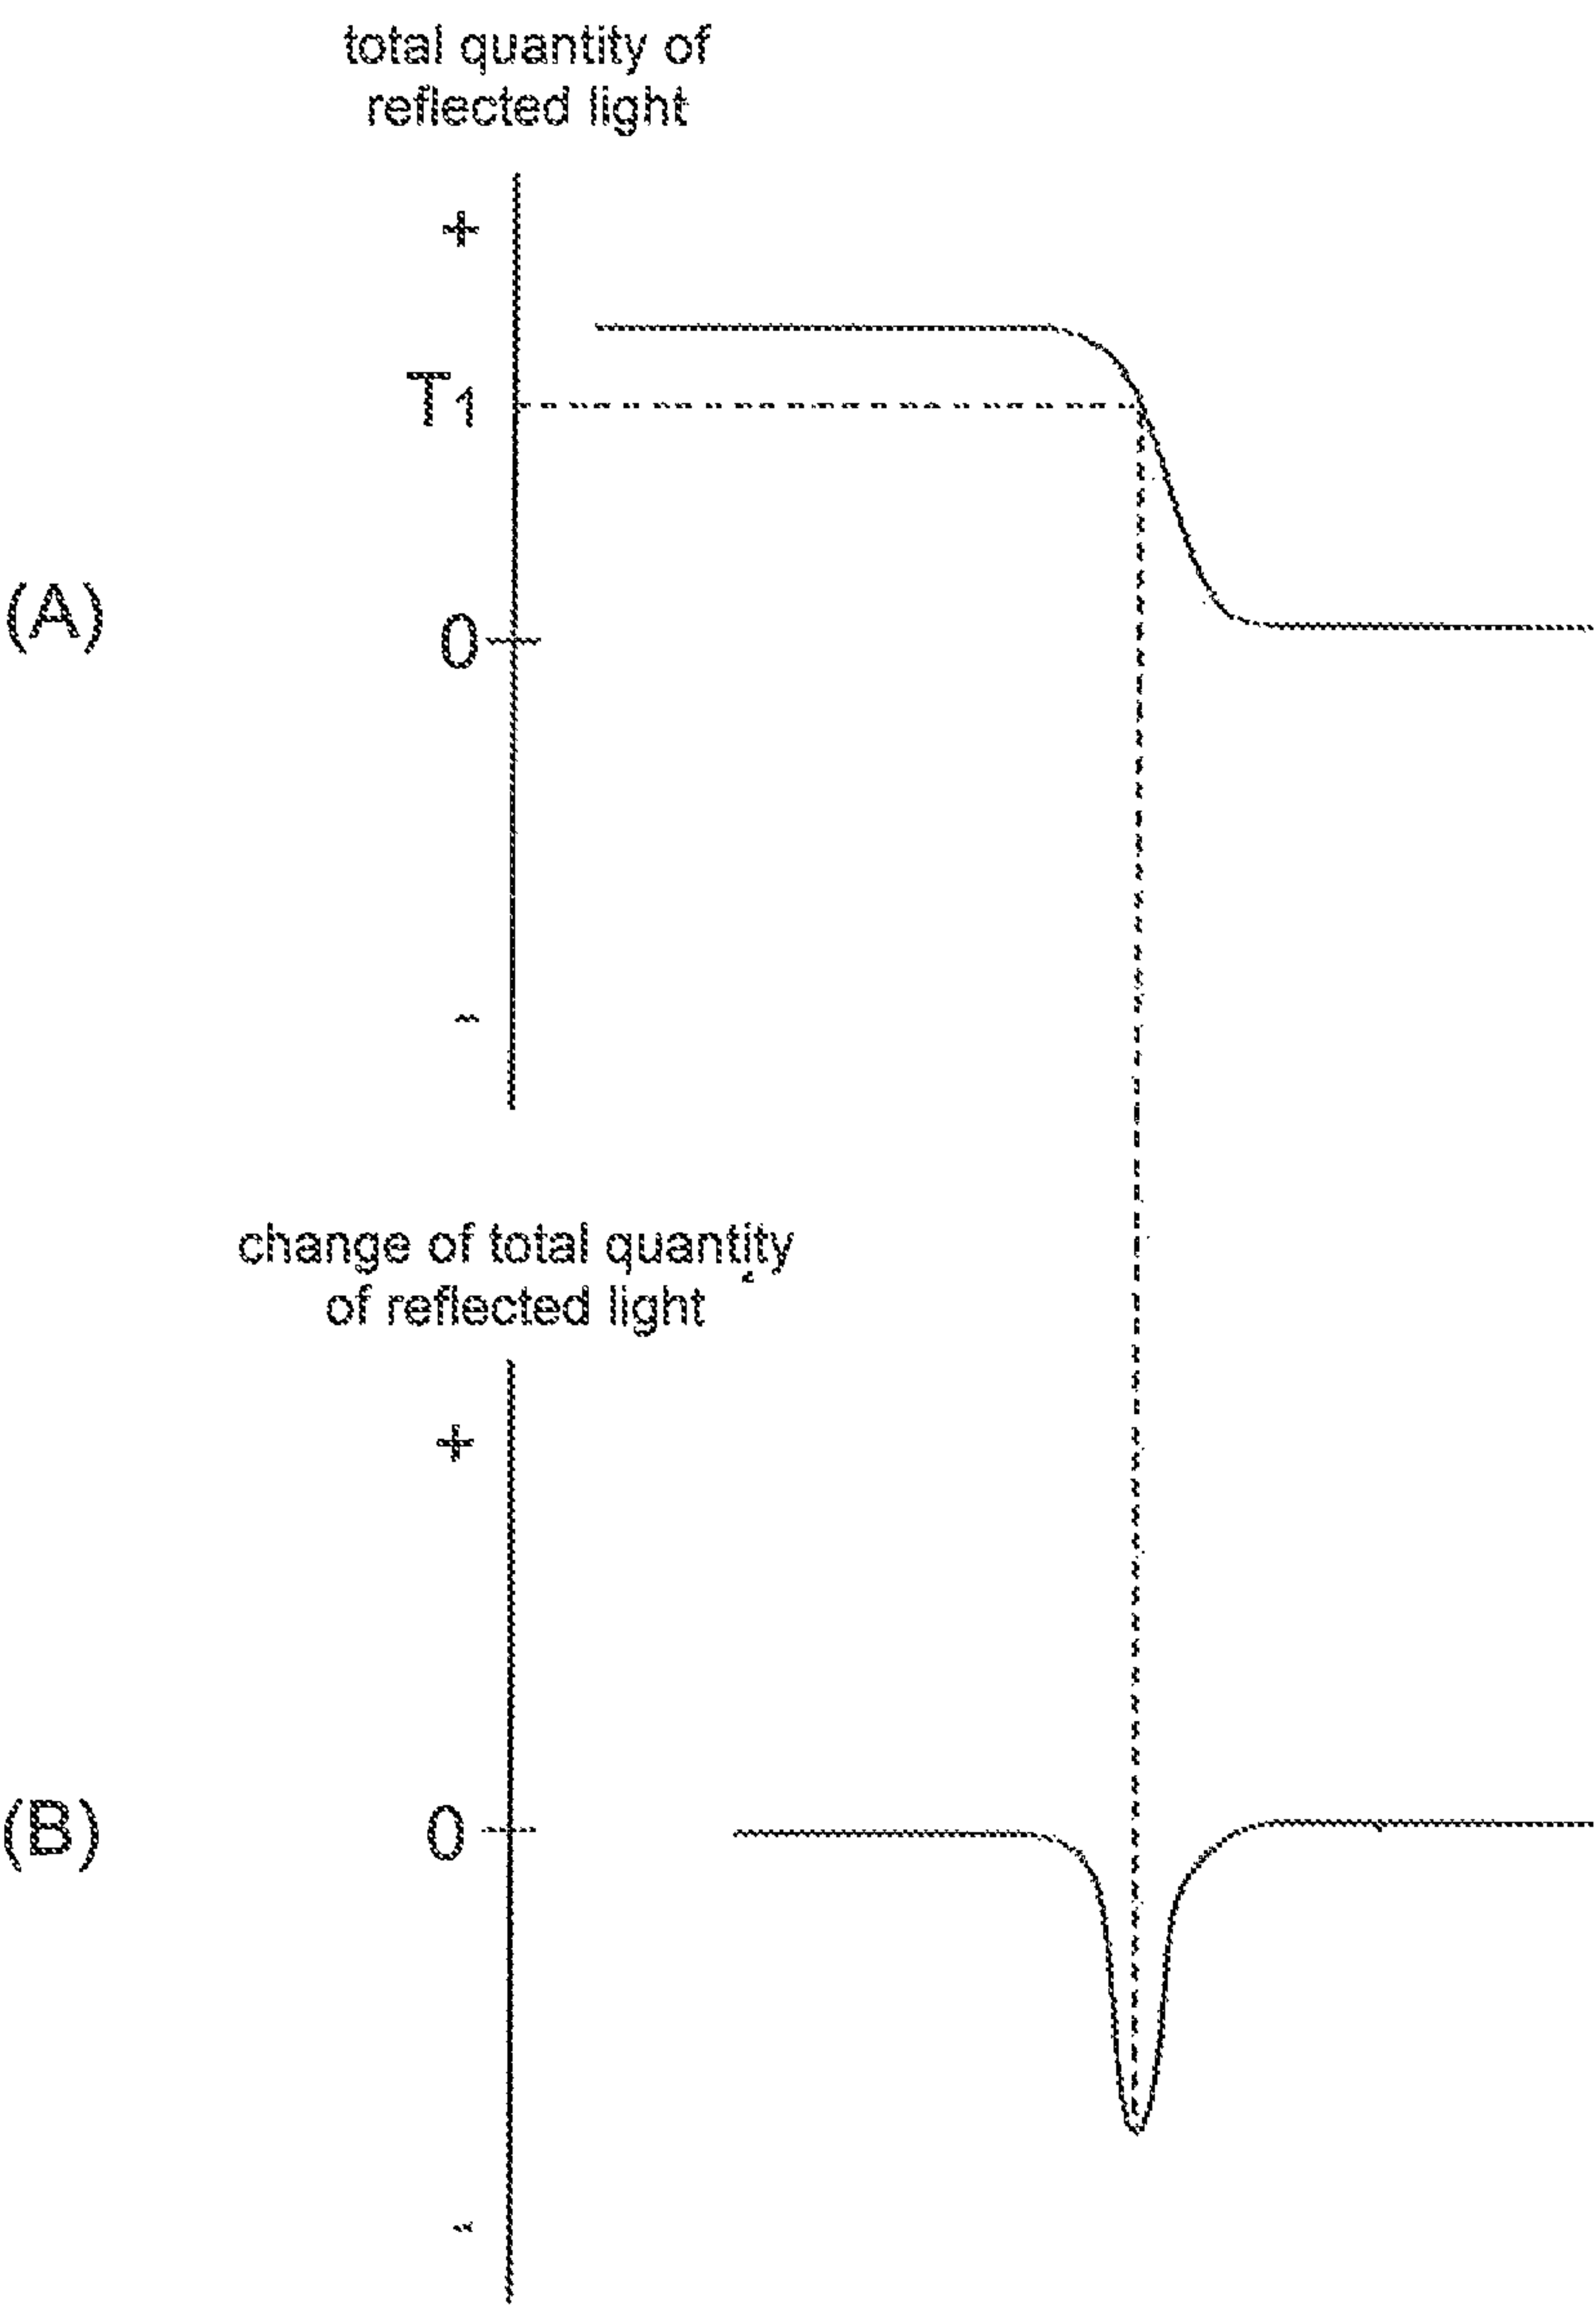 total quantity of
reflected light
+
T1
(A)
0
-
change of total quantity
of reflected light
+
(B)
0
-